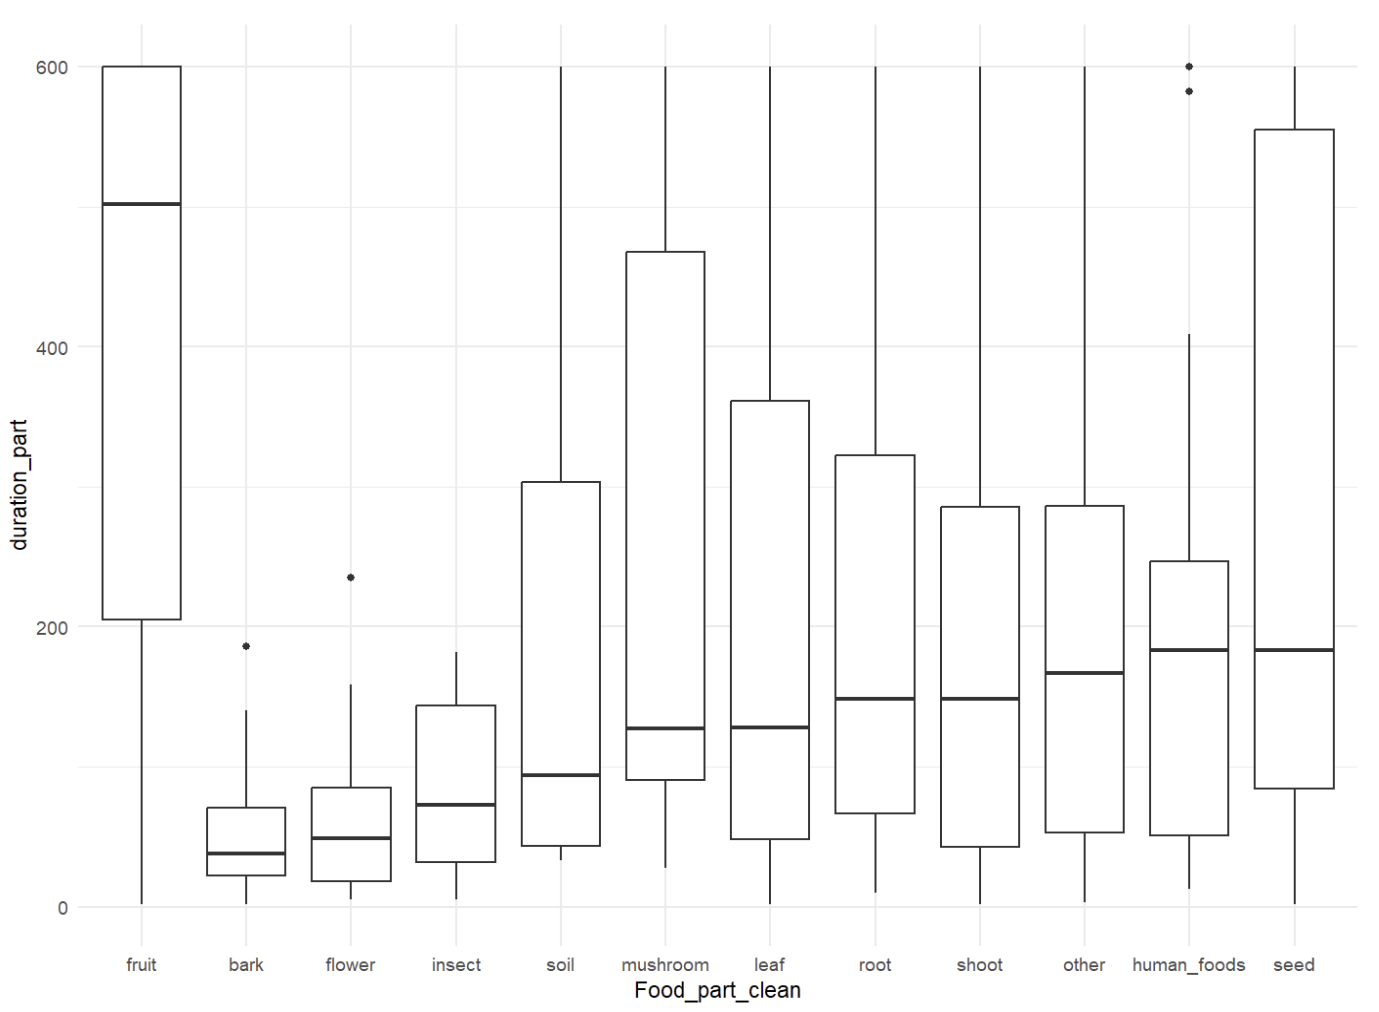 600
400
200
0
duration_part
fruit bark flower insect soil mushroom leaf root shoot other human_foods seed
Food_part_clean